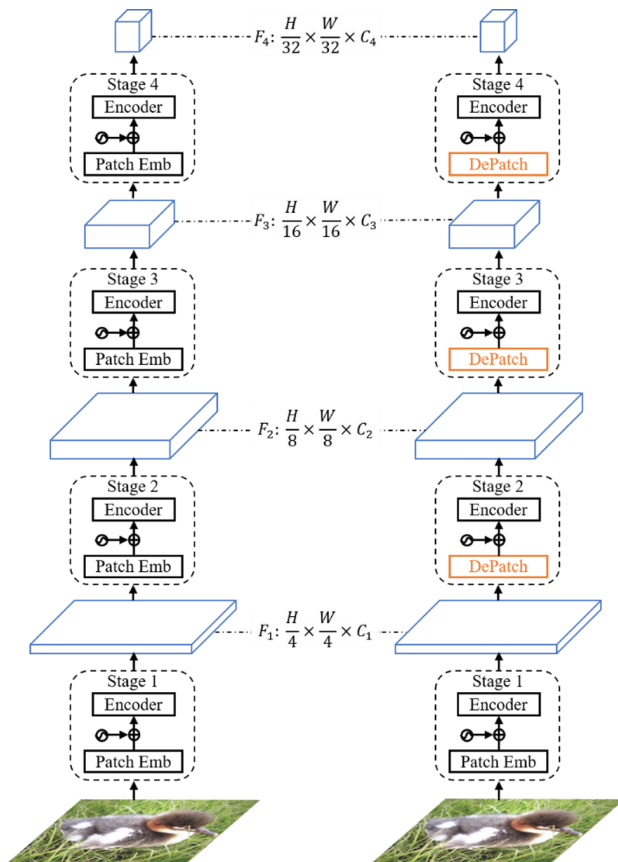 F₄: H/32 × W/32 × C₄
Stage 4
Encoder
Patch Emb
Stage 4
Encoder
DePatch
F₃: H/16 × W/16 × C₃
Stage 3
Encoder
Patch Emb
Stage 3
Encoder
DePatch
F₂: H/8 × W/8 × C₂
Stage 2
Encoder
Patch Emb
Stage 2
Encoder
DePatch
F₁: H/4 × W/4 × C₁
Stage 1
Encoder
Patch Emb
Stage 1
Encoder
Patch Emb